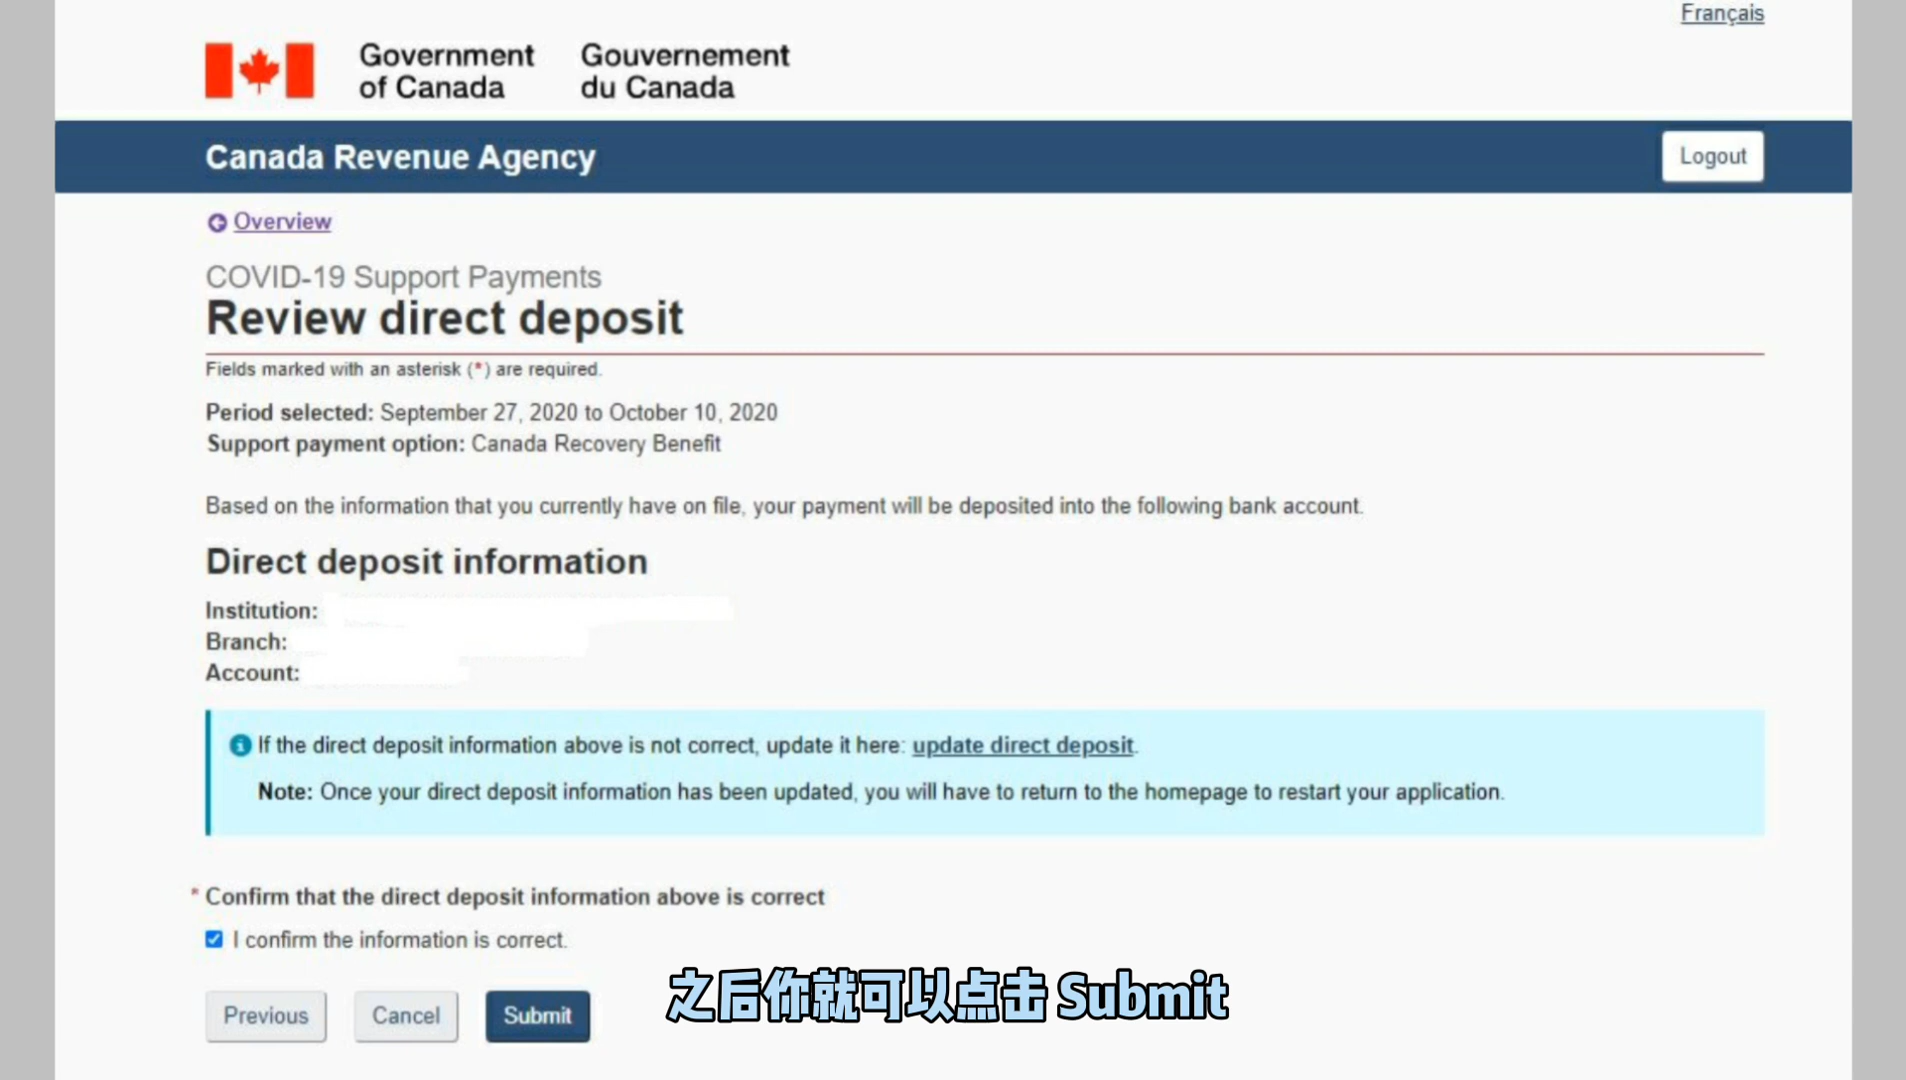 Français
Government
of Canada
Gouvernement
du Canada
Canada Revenue Agency
Logout
Overview
COVID-19 Support Payments
Review direct deposit
Fields marked with an asterisk (*) are required.
Period selected: September 27, 2020 to October 10, 2020
Support payment option: Canada Recovery Benefit
Based on the information that you currently have on file, your payment will be deposited into the following bank account.
Direct deposit information
Institution:
Branch:
Account:
If the direct deposit information above is not correct, update it here: update direct deposit.
Note: Once your direct deposit information has been updated, you will have to return to the homepage to restart your application.
* Confirm that the direct deposit information above is correct
I confirm the information is correct.
Previous
Cancel
Submit
之后你就可以点击 Submit